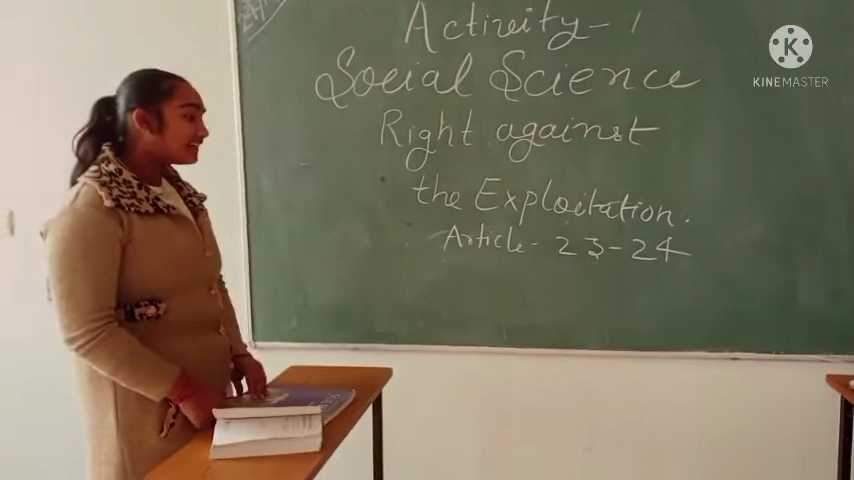 Activity - 1
Social Science
Right against
the Exploitation.
Article - 23-24
K
KINEMASTER